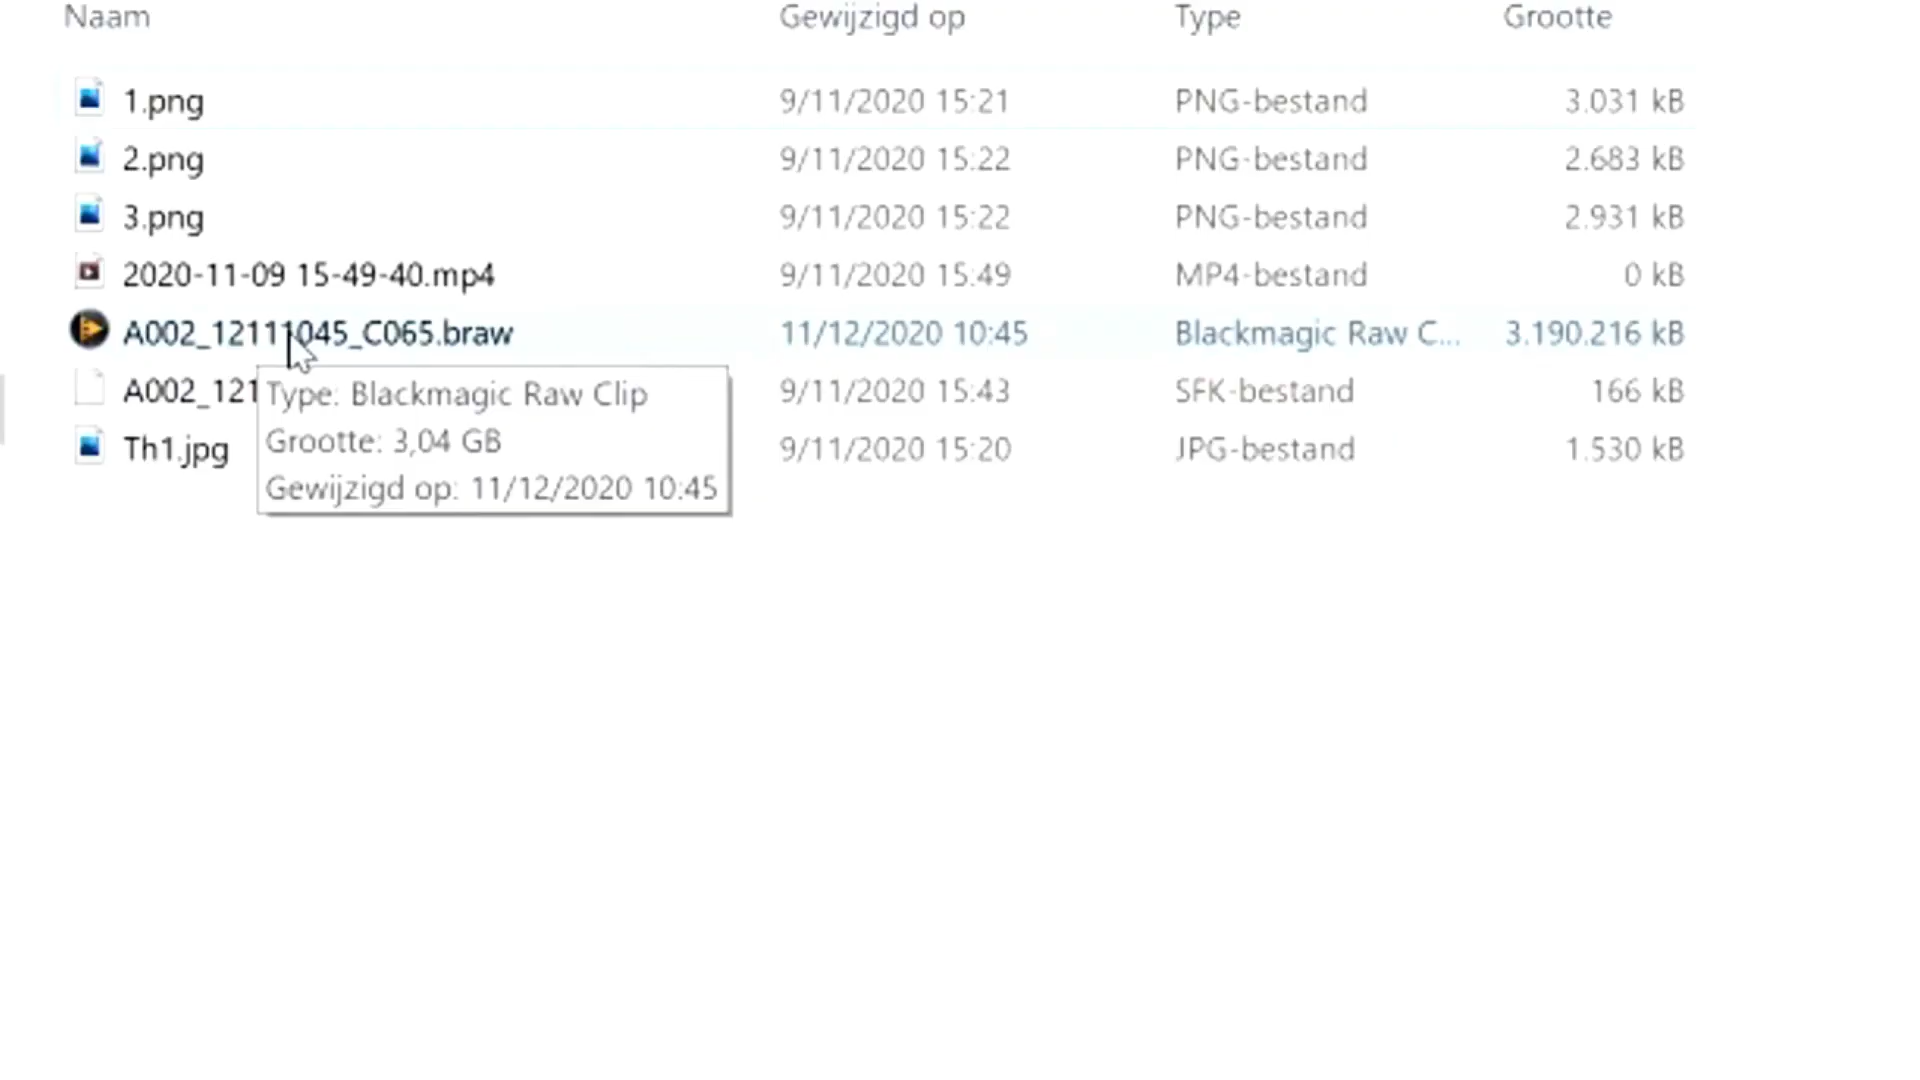 Naam Gewijzigd op Type Grootte
1.png 9/11/2020 15:21 PNG-bestand 3.031 kB
2.png 9/11/2020 15:22 PNG-bestand 2.683 kB
3.png 9/11/2020 15:22 PNG-bestand 2.931 kB
2020-11-09 15-49-40.mp4 9/11/2020 15:49 MP4-bestand 0 kB
A002_12111045_C065.braw 11/12/2020 10:45 Blackmagic Raw C... 3.190.216 kB
A002_121 9/11/2020 15:43 SFK-bestand 166 kB
Type: Blackmagic Raw Clip
Grootte: 3,04 GB
Gewijzigd op: 11/12/2020 10:45
Th1.jpg 9/11/2020 15:20 JPG-bestand 1.530 kB